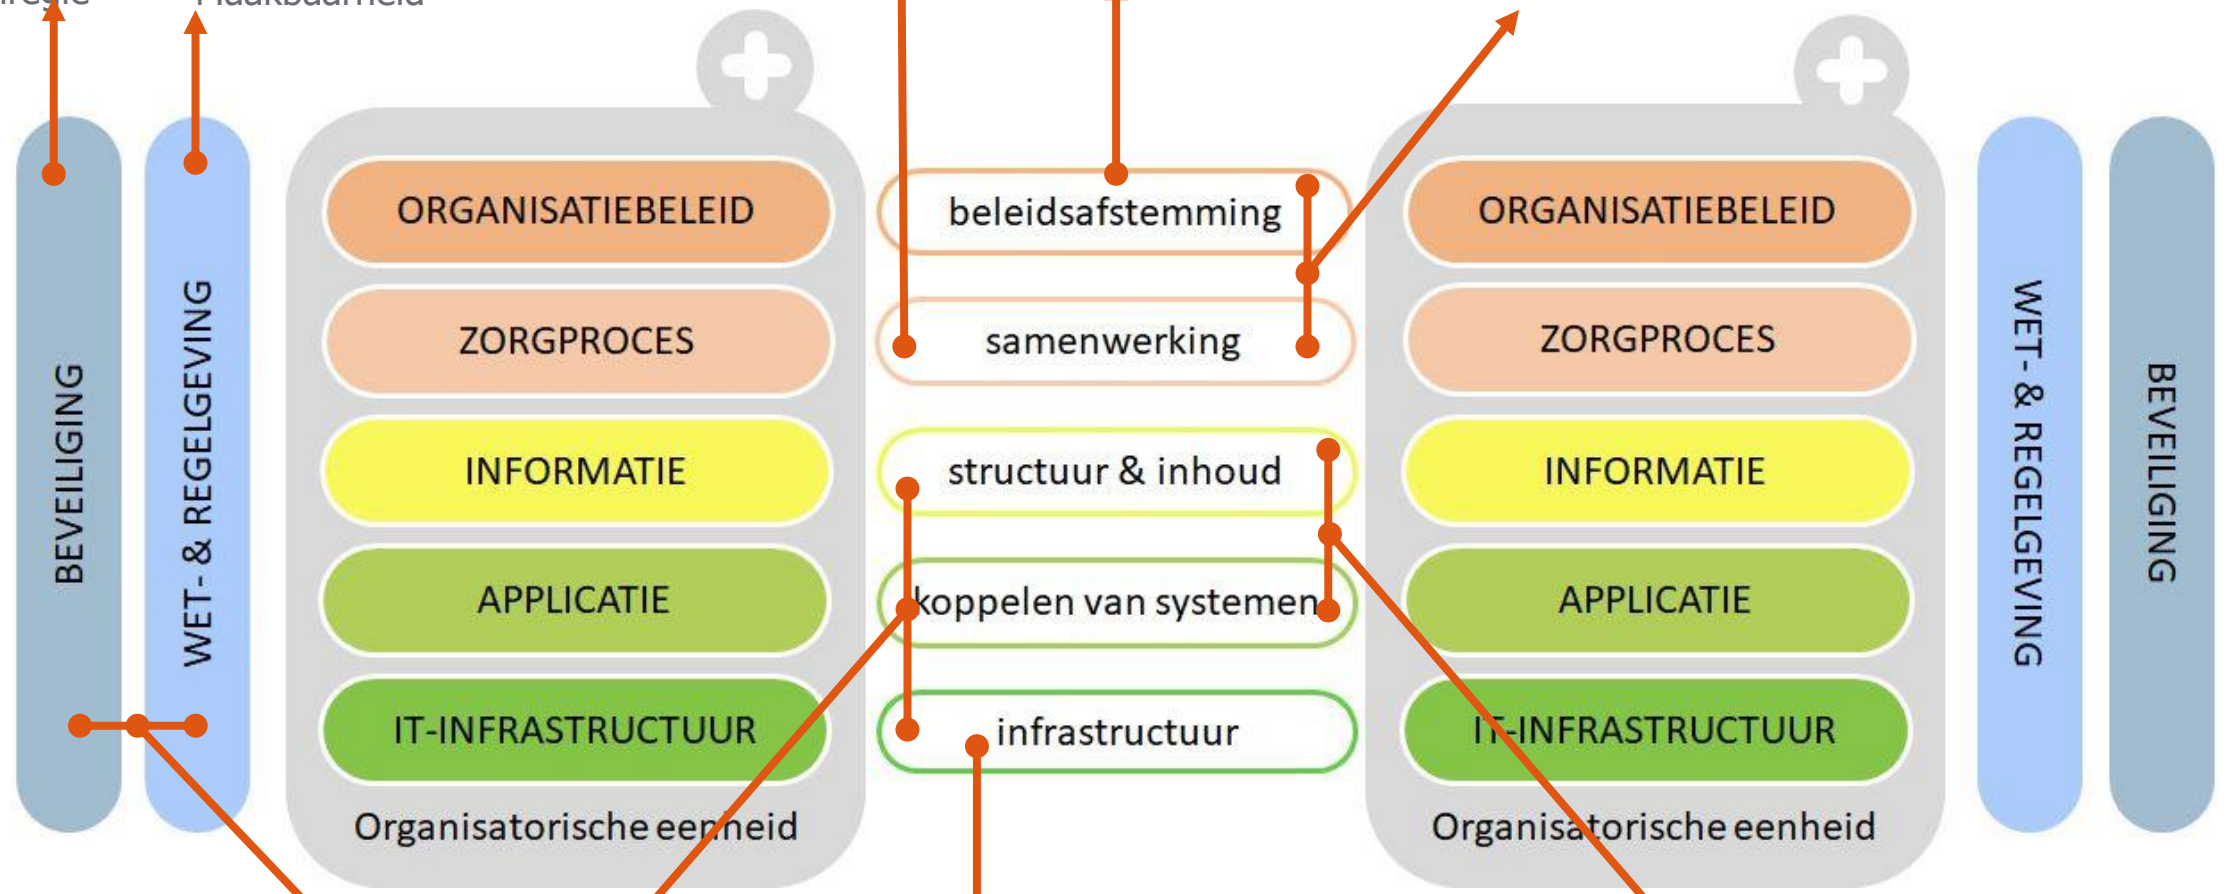 BEVEILIGING
WET- & REGELGEVING
ORGANISATIEBELEID
ZORGPROCES
INFORMATIE
APPLICATIE
IT-INFRASTRUCTUUR
Organisatorische eenheid
beleidsafstemming
samenwerking
structuur & inhoud
koppelen van systemen
infrastructuur
ORGANISATIEBELEID
ZORGPROCES
INFORMATIE
APPLICATIE
IT-INFRASTRUCTUUR
Organisatorische eenheid
WET- & REGELGEVING
BEVEILIGING